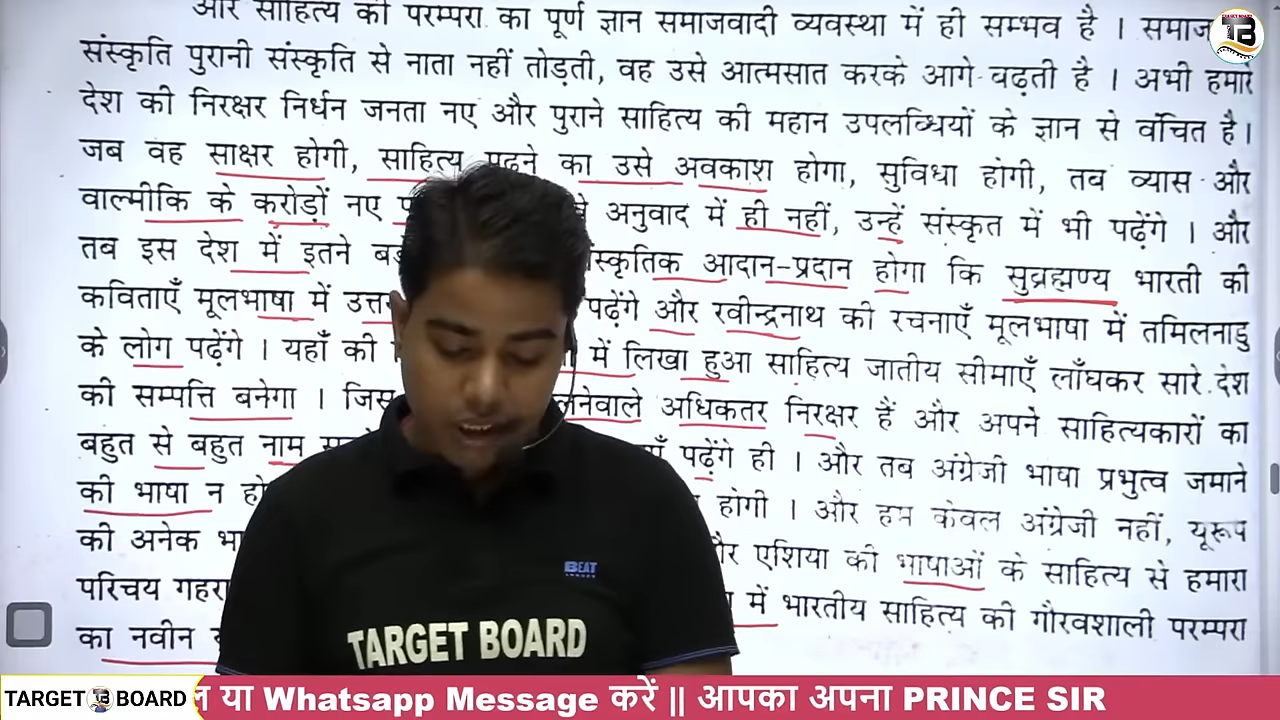 और साहित्य की परम्परा का पूर्ण ज्ञान समाजवादी व्यवस्था में ही सम्भव है । समाज
संस्कृति पुरानी संस्कृति से नाता नहीं तोड़ती, वह उसे आत्मसात करके आगे बढ़ती है । अभी हमारे
देश की निरक्षर निर्धन जनता नए और पुराने साहित्य की महान उपलब्धियों के ज्ञान से वंचित है।
जब वह साक्षर होगी, साहित्य पढ़ने का उसे अवकाश होगा, सुविधा होगी, तब व्यास और
वाल्मीकि के करोड़ों नए अनुवाद में ही नहीं, उन्हें संस्कृत में भी पढ़ेंगे । और
तब इस देश में इतने आदान-प्रदान होगा कि सुब्रह्मण्य भारती की
कविताएँ मूलभाषा में पढ़ेंगे और रवीन्द्रनाथ की रचनाएँ मूलभाषा में तमिलनाडु
के लोग पढ़ेंगे । यहाँ की में लिखा हुआ साहित्य जातीय सीमाएँ लाँघकर सारे देश
की सम्पत्ति बनेगा । जिस अधिकतर निरक्षर हैं और अपने साहित्यकारों का
बहुत से बहुत नाम पढ़ेंगे ही । और तब अंग्रेजी भाषा प्रभुत्व जमाने
की भाषा न होगी । और हम केवल अंग्रेजी नहीं, यूरूप
की अनेक एशिया की भाषाओं के साहित्य से हमारा
परिचय में भारतीय साहित्य की गौरवशाली परम्परा
का नवीन
TB
BEAT
TARGET BOARD
TARGET TB BOARD या Whatsapp Message करें || आपका अपना PRINCE SIR